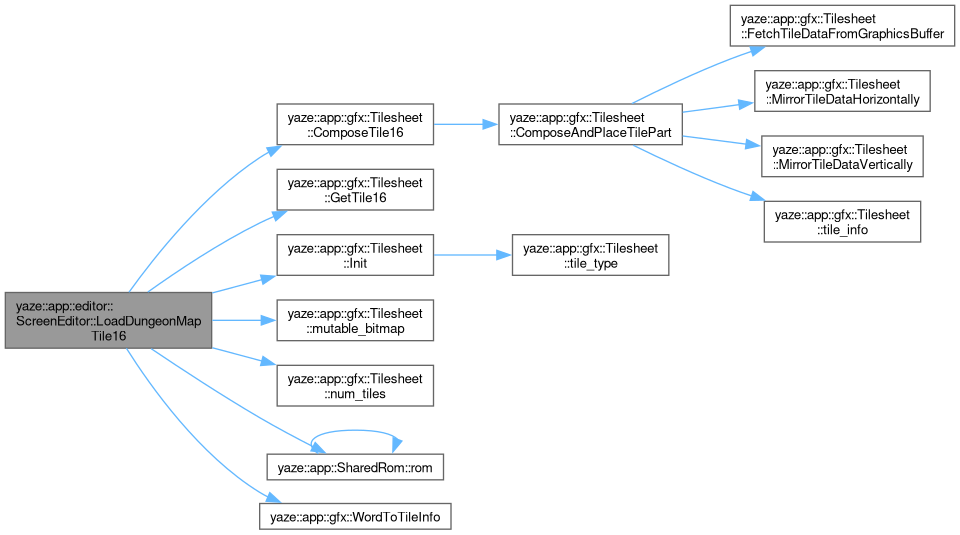 yaze::app::editor::
ScreenEditor::LoadDungeonMap
Tile16
yaze::app::gfx::Tilesheet
::ComposeTile16
yaze::app::gfx::Tilesheet
::GetTile16
yaze::app::gfx::Tilesheet
::Init
yaze::app::gfx::Tilesheet
::mutable_bitmap
yaze::app::gfx::Tilesheet
::num_tiles
yaze::app::SharedRom::rom
yaze::app::gfx::WordToTileInfo
yaze::app::gfx::Tilesheet
::ComposeAndPlaceTilePart
yaze::app::gfx::Tilesheet
::tile_type
yaze::app::gfx::Tilesheet
::FetchTileDataFromGraphicsBuffer
yaze::app::gfx::Tilesheet
::MirrorTileDataHorizontally
yaze::app::gfx::Tilesheet
::MirrorTileDataVertically
yaze::app::gfx::Tilesheet
::tile_info